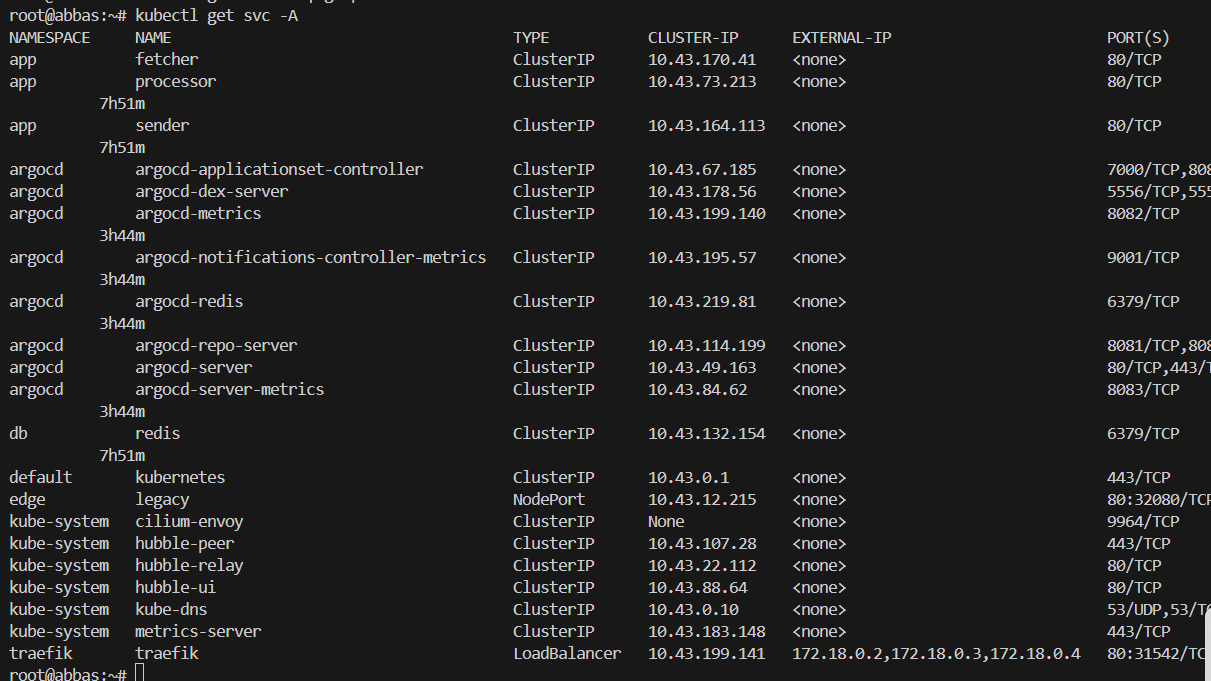 root@abbas:~# kubectl get svc -A
NAMESPACE NAME TYPE CLUSTER-IP EXTERNAL-IP PORT(S)
app fetcher ClusterIP 10.43.170.41 <none> 80/TCP
app processor ClusterIP 10.43.73.213 <none> 80/TCP
7h51m
app sender ClusterIP 10.43.164.113 <none> 80/TCP
7h51m
argocd argocd-applicationset-controller ClusterIP 10.43.67.185 <none> 7000/TCP,808
argocd argocd-dex-server ClusterIP 10.43.178.56 <none> 5556/TCP,555
argocd argocd-metrics ClusterIP 10.43.199.140 <none> 8082/TCP
3h44m
argocd argocd-notifications-controller-metrics ClusterIP 10.43.195.57 <none> 9001/TCP
3h44m
argocd argocd-redis ClusterIP 10.43.219.81 <none> 6379/TCP
3h44m
argocd argocd-repo-server ClusterIP 10.43.114.199 <none> 8081/TCP,808
argocd argocd-server ClusterIP 10.43.49.163 <none> 80/TCP,443/T
argocd argocd-server-metrics ClusterIP 10.43.84.62 <none> 8083/TCP
3h44m
db redis ClusterIP 10.43.132.154 <none> 6379/TCP
7h51m
default kubernetes ClusterIP 10.43.0.1 <none> 443/TCP
edge legacy NodePort 10.43.12.215 <none> 80:32080/TCP
kube-system cilium-envoy ClusterIP None <none> 9964/TCP
kube-system hubble-peer ClusterIP 10.43.107.28 <none> 443/TCP
kube-system hubble-relay ClusterIP 10.43.22.112 <none> 80/TCP
kube-system hubble-ui ClusterIP 10.43.88.64 <none> 80/TCP
kube-system kube-dns ClusterIP 10.43.0.10 <none> 53/UDP,53/TC
kube-system metrics-server ClusterIP 10.43.183.148 <none> 443/TCP
traefik traefik LoadBalancer 10.43.199.141 172.18.0.2,172.18.0.3,172.18.0.4 80:31542/TC
root@abbas:~#